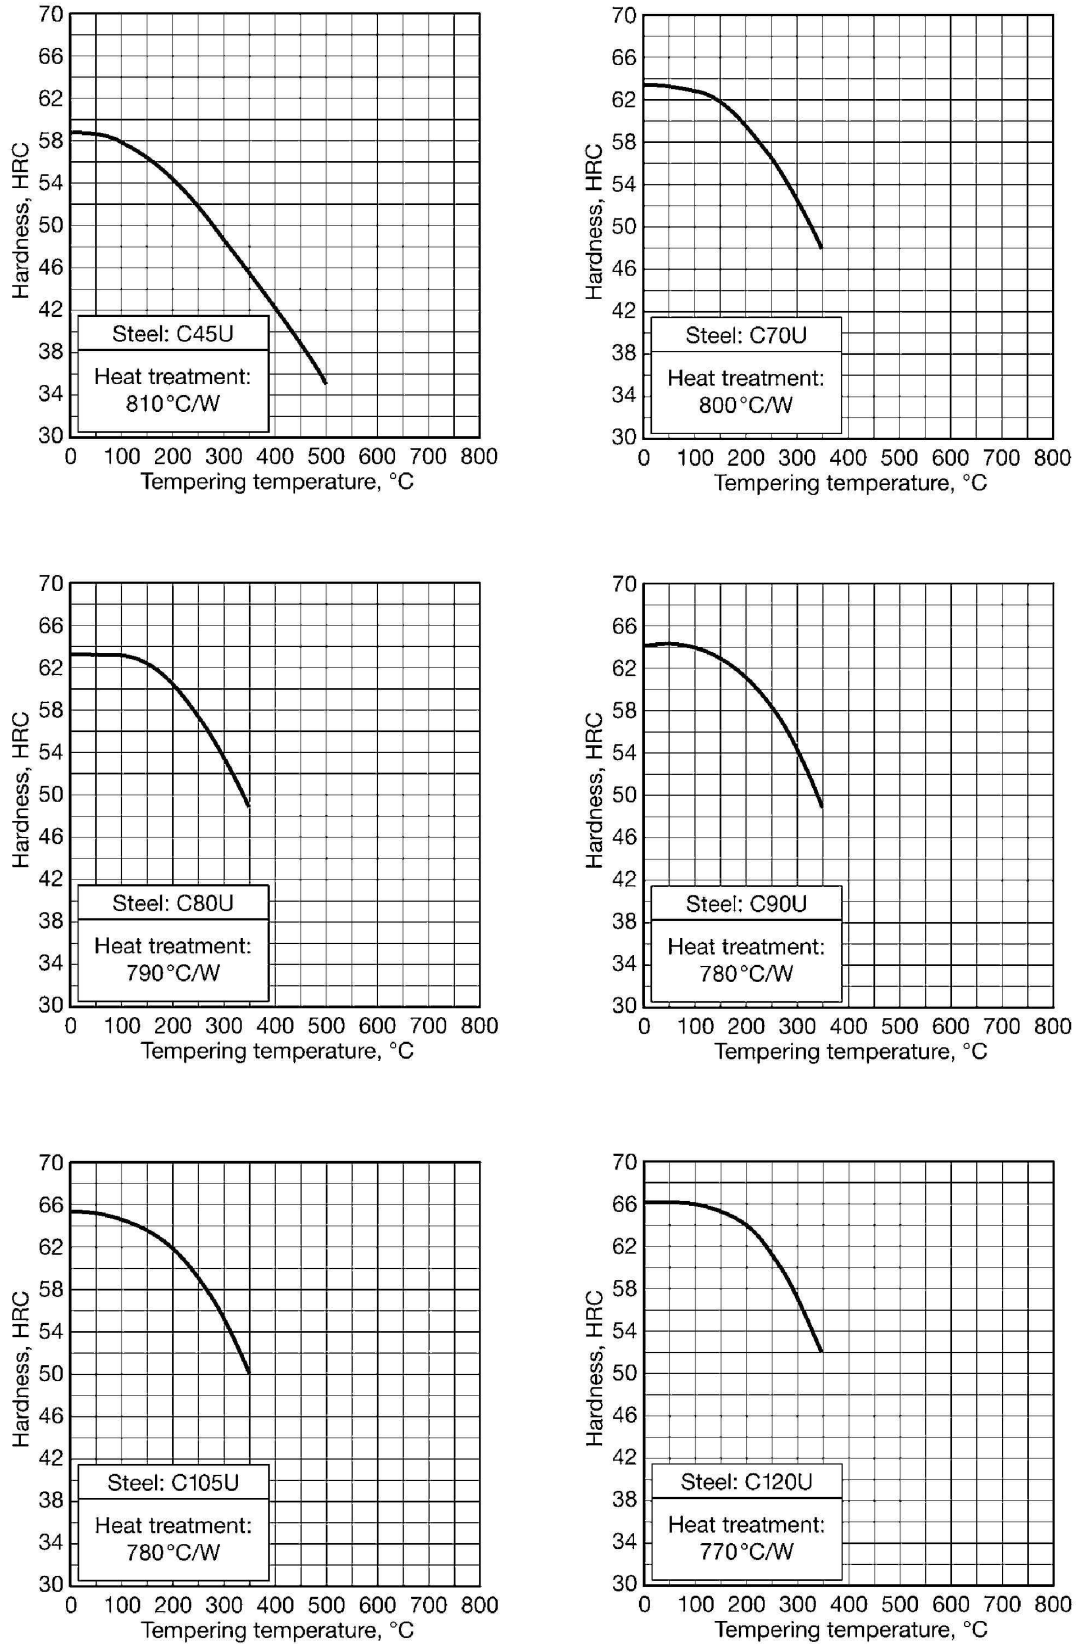 70
66
62
58
54
50
46
42
38
34
30
Hardness, HRC
Steel: C45U
Heat treatment:
810°C/W
0 100 200 300 400 500 600 700 800
Tempering temperature, °C
70
66
62
58
54
50
46
42
38
34
30
Hardness, HRC
Steel: C70U
Heat treatment:
800°C/W
0 100 200 300 400 500 600 700 800
Tempering temperature, °C
70
66
62
58
54
50
46
42
38
34
30
Hardness, HRC
Steel: C80U
Heat treatment:
790°C/W
0 100 200 300 400 500 600 700 800
Tempering temperature, °C
70
66
62
58
54
50
46
42
38
34
30
Hardness, HRC
Steel: C90U
Heat treatment:
780°C/W
0 100 200 300 400 500 600 700 800
Tempering temperature, °C
70
66
62
58
54
50
46
42
38
34
30
Hardness, HRC
Steel: C105U
Heat treatment:
780°C/W
0 100 200 300 400 500 600 700 800
Tempering temperature, °C
70
66
62
58
54
50
46
42
38
34
30
Hardness, HRC
Steel: C120U
Heat treatment:
770°C/W
0 100 200 300 400 500 600 700 800
Tempering temperature, °C